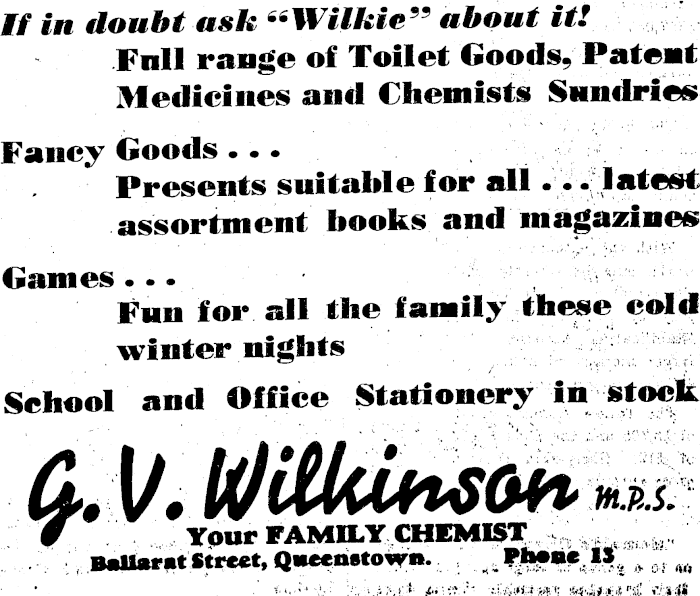 If in doubt ask “Wilkie” about it!
Full range of Toilet Goods, Patent
Medicines and Chemists Sundries
Fancy Goods . . .
Presents suitable for all . . . latest
assortment books and magazines
Games . . .
Fun for all the family these cold
winter nights
School and Office Stationery in stock
G. V. Wilkinson M.P.S.
Your FAMILY CHEMIST
Ballarat Street, Queenstown. Phone 13